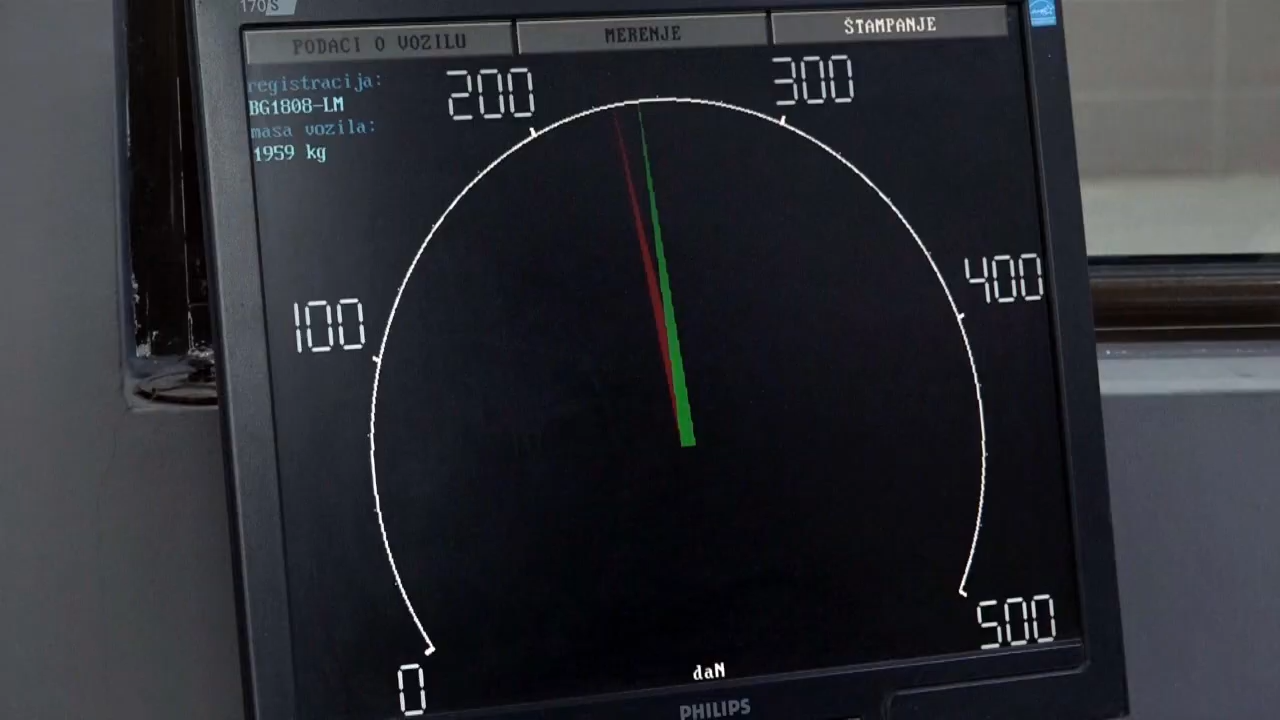 170S
PODACI O VOZILU
MERENJE
ŠTAMPANJE
registracija:
BG1808-LM
masa vozila:
1959 kg
200
300
100
400
0
500
daN
PHILIPS